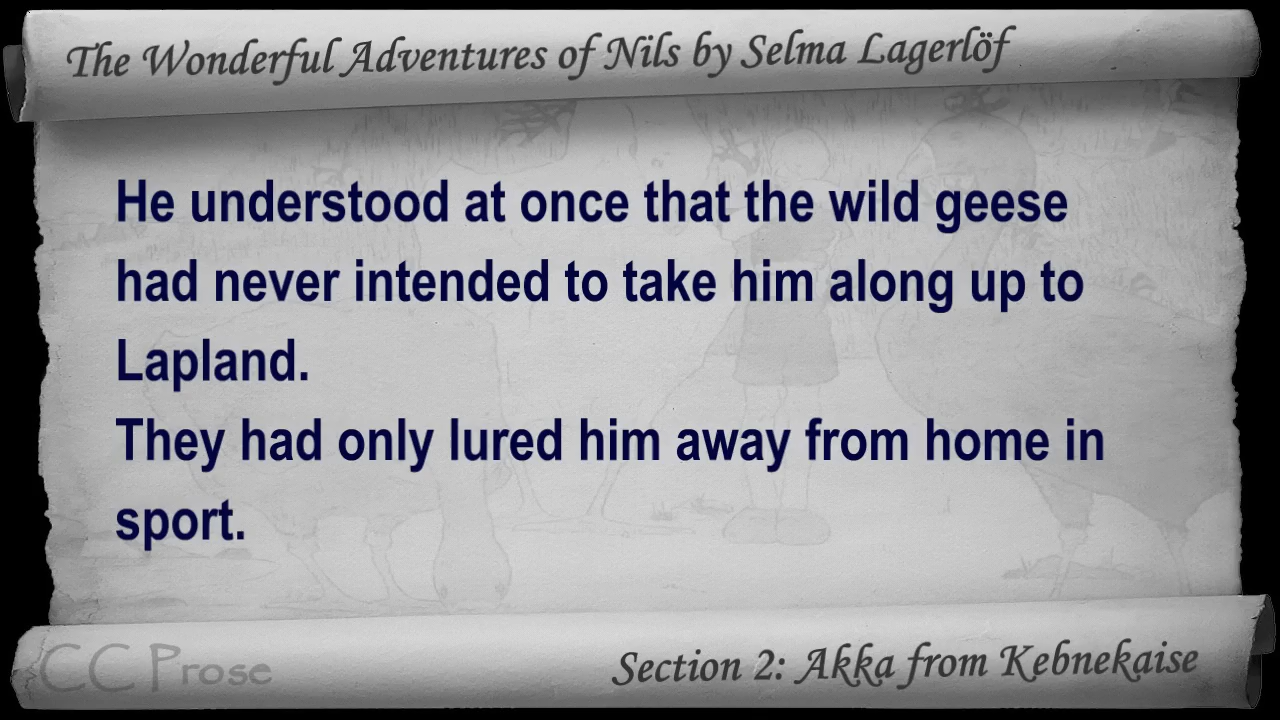 The Wonderful Adventures of Nils by Selma Lagerlöf
He understood at once that the wild geese
had never intended to take him along up to
Lapland.
They had only lured him away from home in
sport.
CC Prose
Section 2: Akka from Kebnekaise